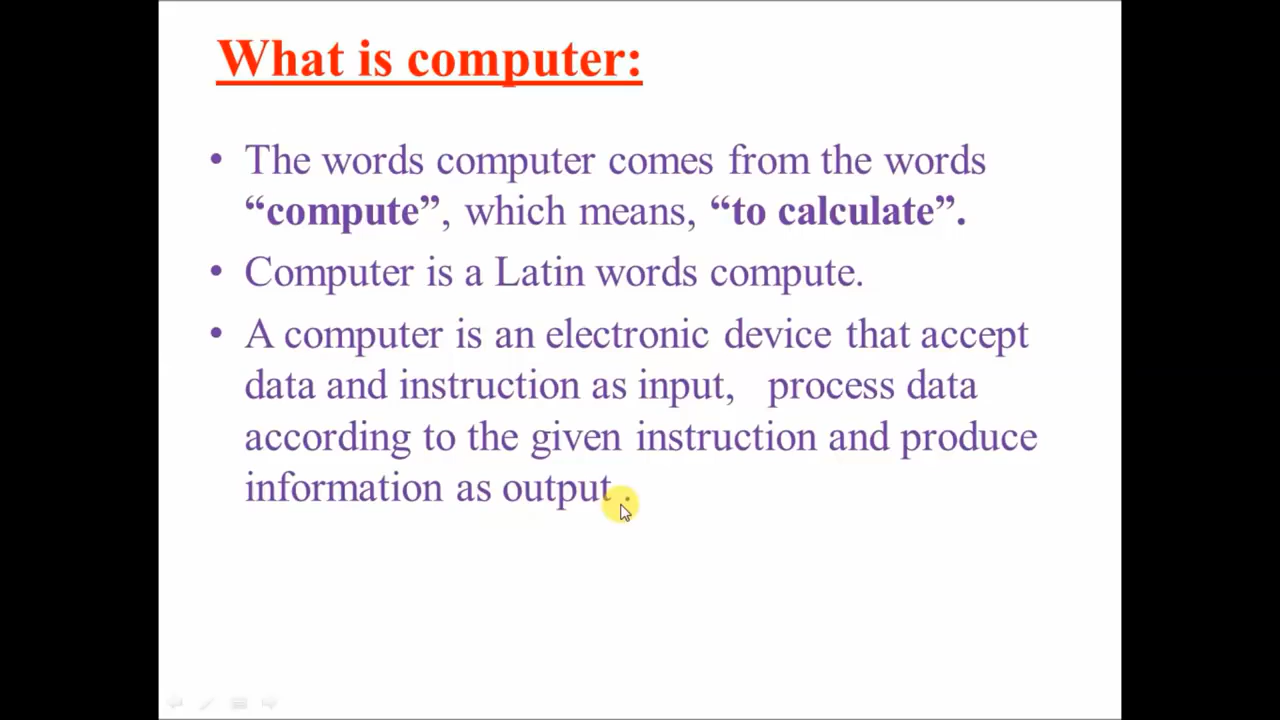 What is computer:
• The words computer comes from the words
“compute”, which means, “to calculate”.
• Computer is a Latin words compute.
• A computer is an electronic device that accept
data and instruction as input, process data
according to the given instruction and produce
information as output .